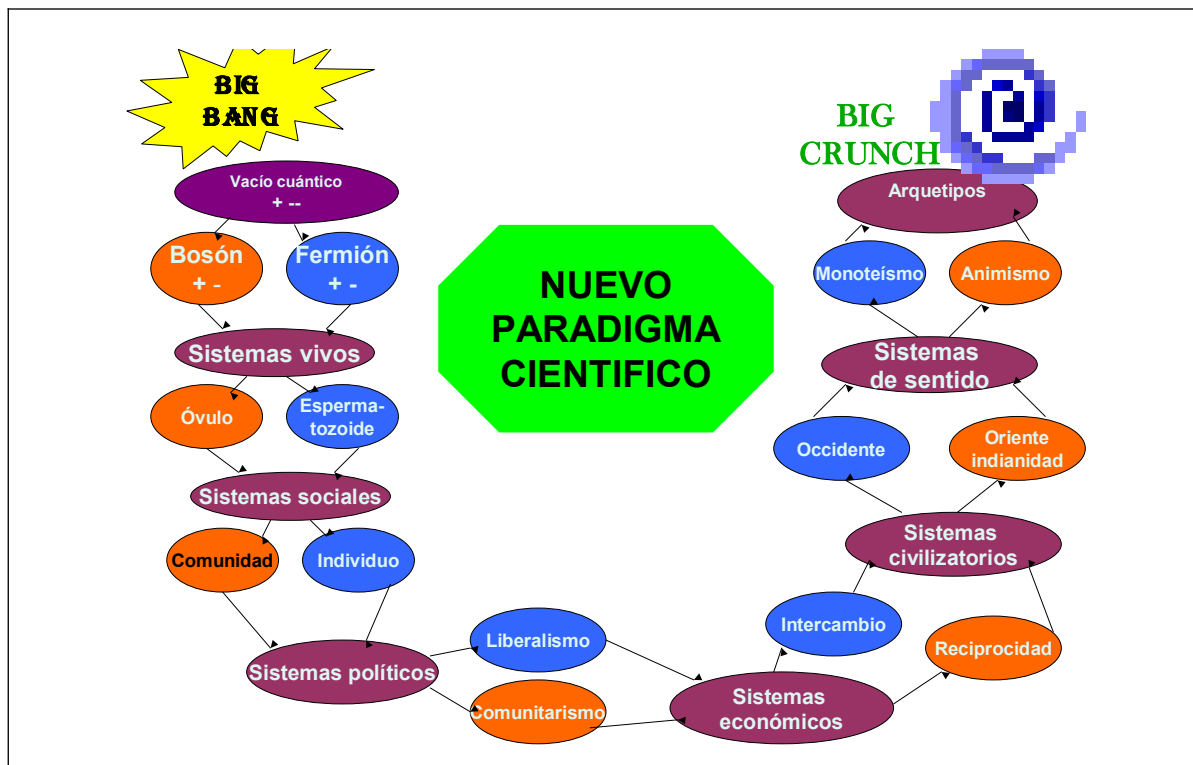 BIG
BANG
BIG
CRUNCH
Vacío cuántico
+ --
Arquetipos
Bosón
+ -
Fermión
+ -
NUEVO
PARADIGMA
CIENTIFICO
Monoteísmo
Animismo
Sistemas vivos
Sistemas
de sentido
Óvulo
Esperma-
tozoide
Occidente
Oriente
indianidad
Sistemas sociales
Comunidad
Individuo
Sistemas
civilizatorios
Liberalismo
Intercambio
Reciprocidad
Sistemas políticos
Comunitarismo
Sistemas
económicos